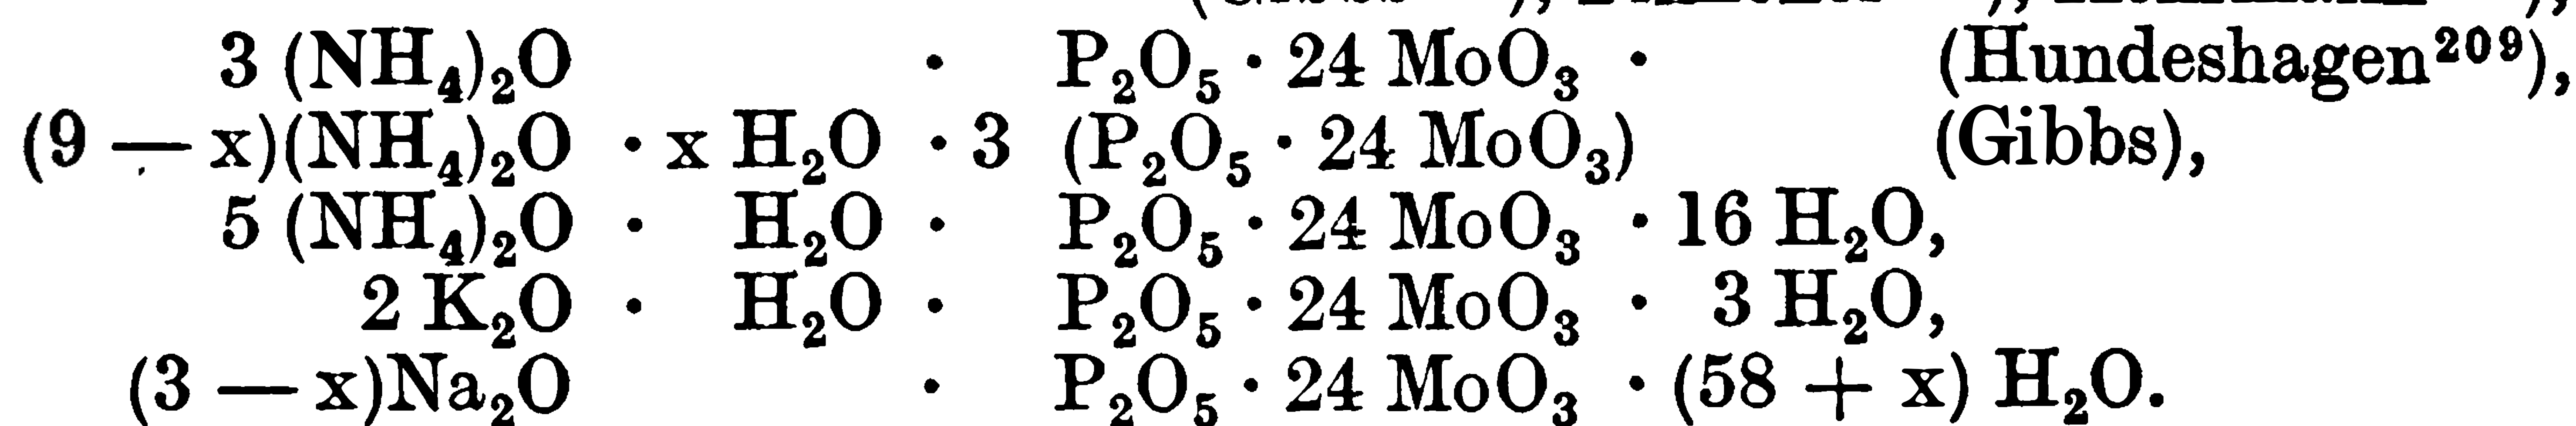 3 (NH₄)₂O · P₂O₅ · 24 MoO₃ · (Hundeshagen²⁰⁹),
(9 — x)(NH₄)₂O · x H₂O · 3 (P₂O₅ · 24 MoO₃) (Gibbs),
5 (NH₄)₂O · H₂O · P₂O₅ · 24 MoO₃ · 16 H₂O,
2 K₂O · H₂O · P₂O₅ · 24 MoO₃ · 3 H₂O,
(3 — x)Na₂O · P₂O₅ · 24 MoO₃ · (58 + x) H₂O.